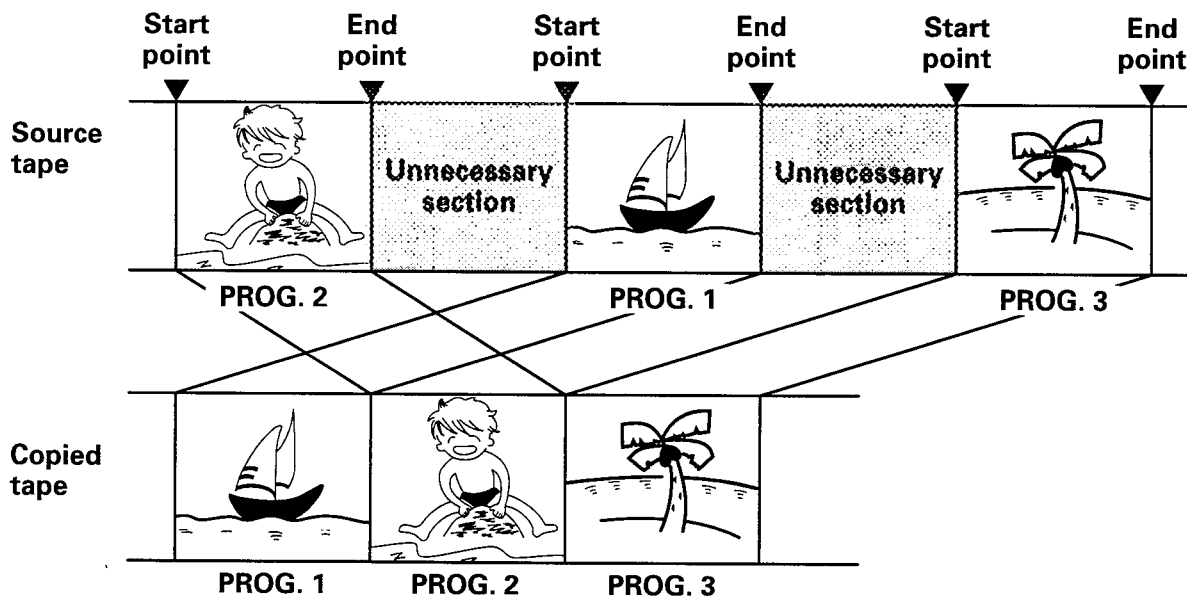 Start point
End point
Start point
End point
Start point
End point
Source tape
Unnecessary section
Unnecessary section
PROG. 2
PROG. 1
PROG. 3
Copied tape
PROG. 1
PROG. 2
PROG. 3